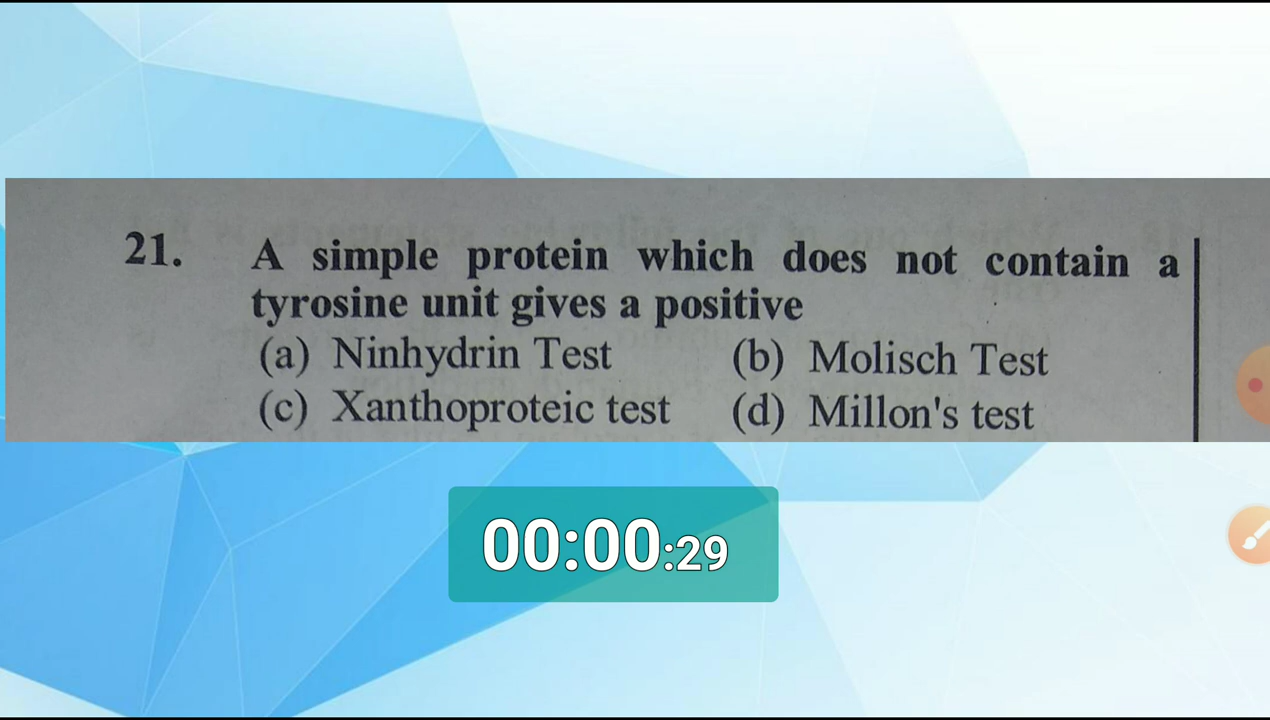 21. A simple protein which does not contain a
tyrosine unit gives a positive
(a) Ninhydrin Test (b) Molisch Test
(c) Xanthoproteic test (d) Millon's test
00:00:29